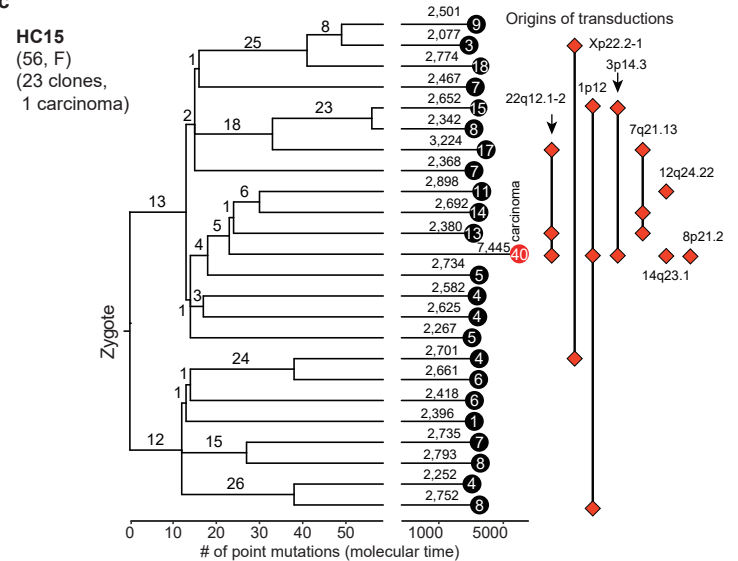 c
HC15
(56, F)
(23 clones,
1 carcinoma)
Origins of transductions
Xp22.2-1
3p14.3
1p12
22q12.1-2
7q21.13
12q24.22
8p21.2
14q23.1
carcinoma
Zygote
13
12
2
1
25
8
18
23
1
4
5
1
6
3
1
1
24
15
26
2,501 9
2,077 3
2,774 18
2,467 7
2,652 15
2,342 8
3,224 17
2,368 7
2,898 11
2,692 14
2,380 13
7,445 40
2,734 5
2,582 4
2,625 4
2,267 5
2,701 4
2,661 6
2,418 6
2,396 1
2,735 7
2,793 8
2,252 4
2,752 8
0 10 20 30 40 50 1000 5000
# of point mutations (molecular time)